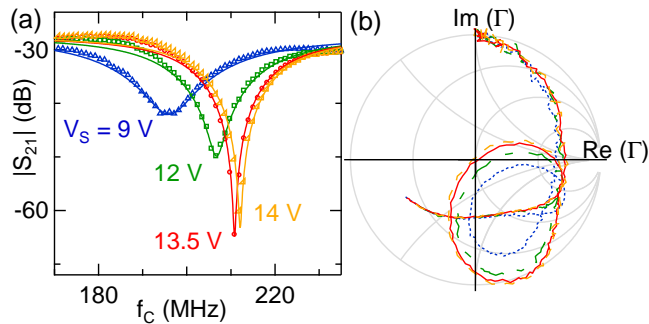 (a)
-30
-60
|S21| (dB)
VS = 9 V
12 V
13.5 V
14 V
180
220
fC (MHz)
(b)
Im (Γ)
Re (Γ)